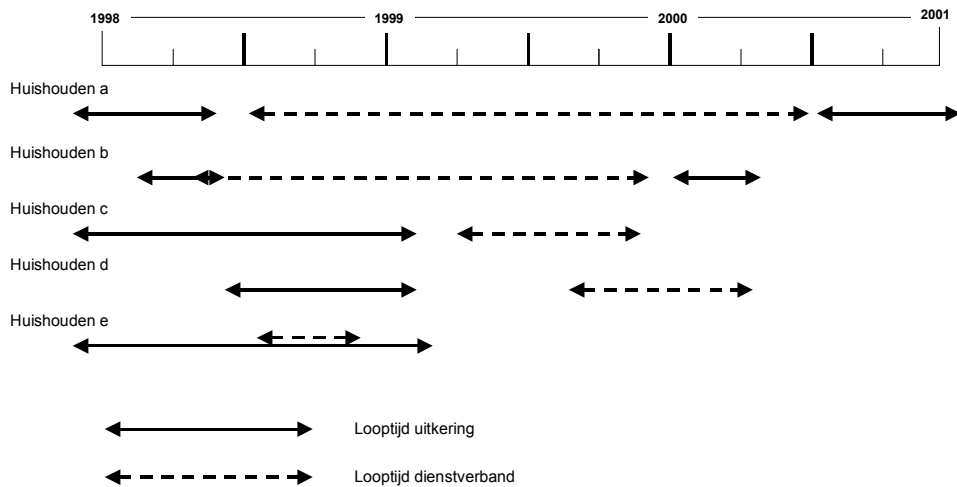 1998 1999 2000 2001
Huishouden a
Huishouden b
Huishouden c
Huishouden d
Huishouden e
Looptijd uitkering
Looptijd dienstverband